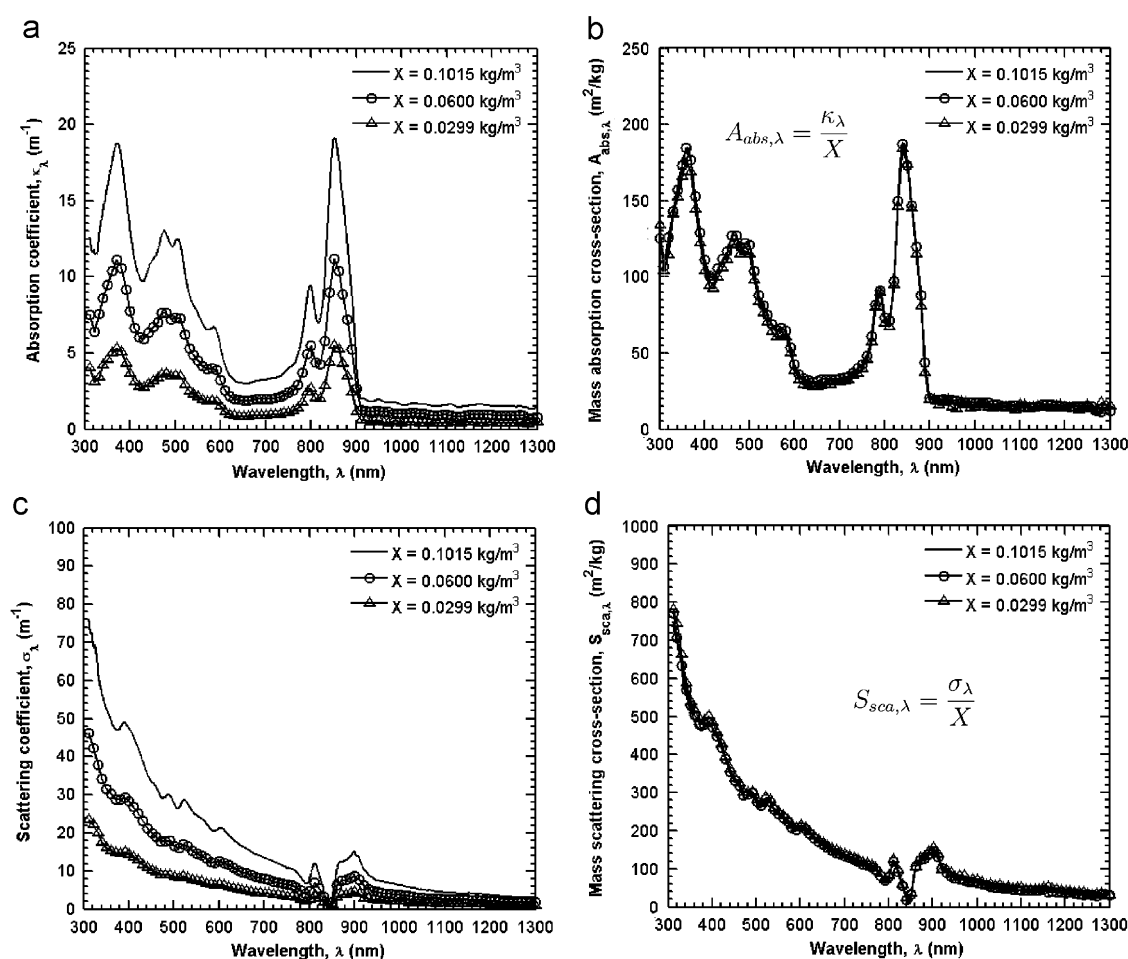 a
25
20
15
10
5
0
300 400 500 600 700 800 900 1000 1100 1200 1300
Absorption coefficient, κλ (m-1)
Wavelength, λ (nm)
X = 0.1015 kg/m3
X = 0.0600 kg/m3
X = 0.0299 kg/m3
b
250
200
150
100
50
0
300 400 500 600 700 800 900 1000 1100 1200 1300
Mass absorption cross-section, Aabs,λ (m2/kg)
Wavelength, λ (nm)
X = 0.1015 kg/m3
X = 0.0600 kg/m3
X = 0.0299 kg/m3
Aabs,λ = κλ/X
c
100
90
80
70
60
50
40
30
20
10
0
300 400 500 600 700 800 900 1000 1100 1200 1300
Scattering coefficient, σλ (m-1)
Wavelength, λ (nm)
X = 0.1015 kg/m3
X = 0.0600 kg/m3
X = 0.0299 kg/m3
d
1000
900
800
700
600
500
400
300
200
100
0
300 400 500 600 700 800 900 1000 1100 1200 1300
Mass scattering cross-section, Ssca,λ (m2/kg)
Wavelength, λ (nm)
X = 0.1015 kg/m3
X = 0.0600 kg/m3
X = 0.0299 kg/m3
Ssca,λ = σλ/X